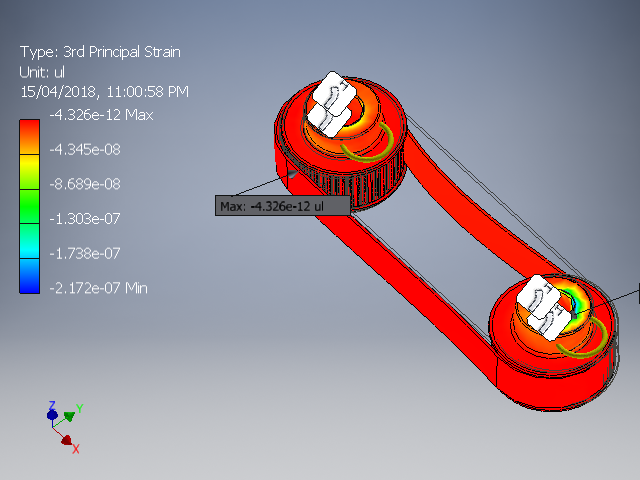 Type: 3rd Principal Strain
Unit: ul
15/04/2018, 11:00:58 PM
-4.326e-12 Max
-4.345e-08
-8.689e-08
-1.303e-07
-1.738e-07
-2.172e-07 Min
Max: -4.326e-12 ul
Z
Y
X